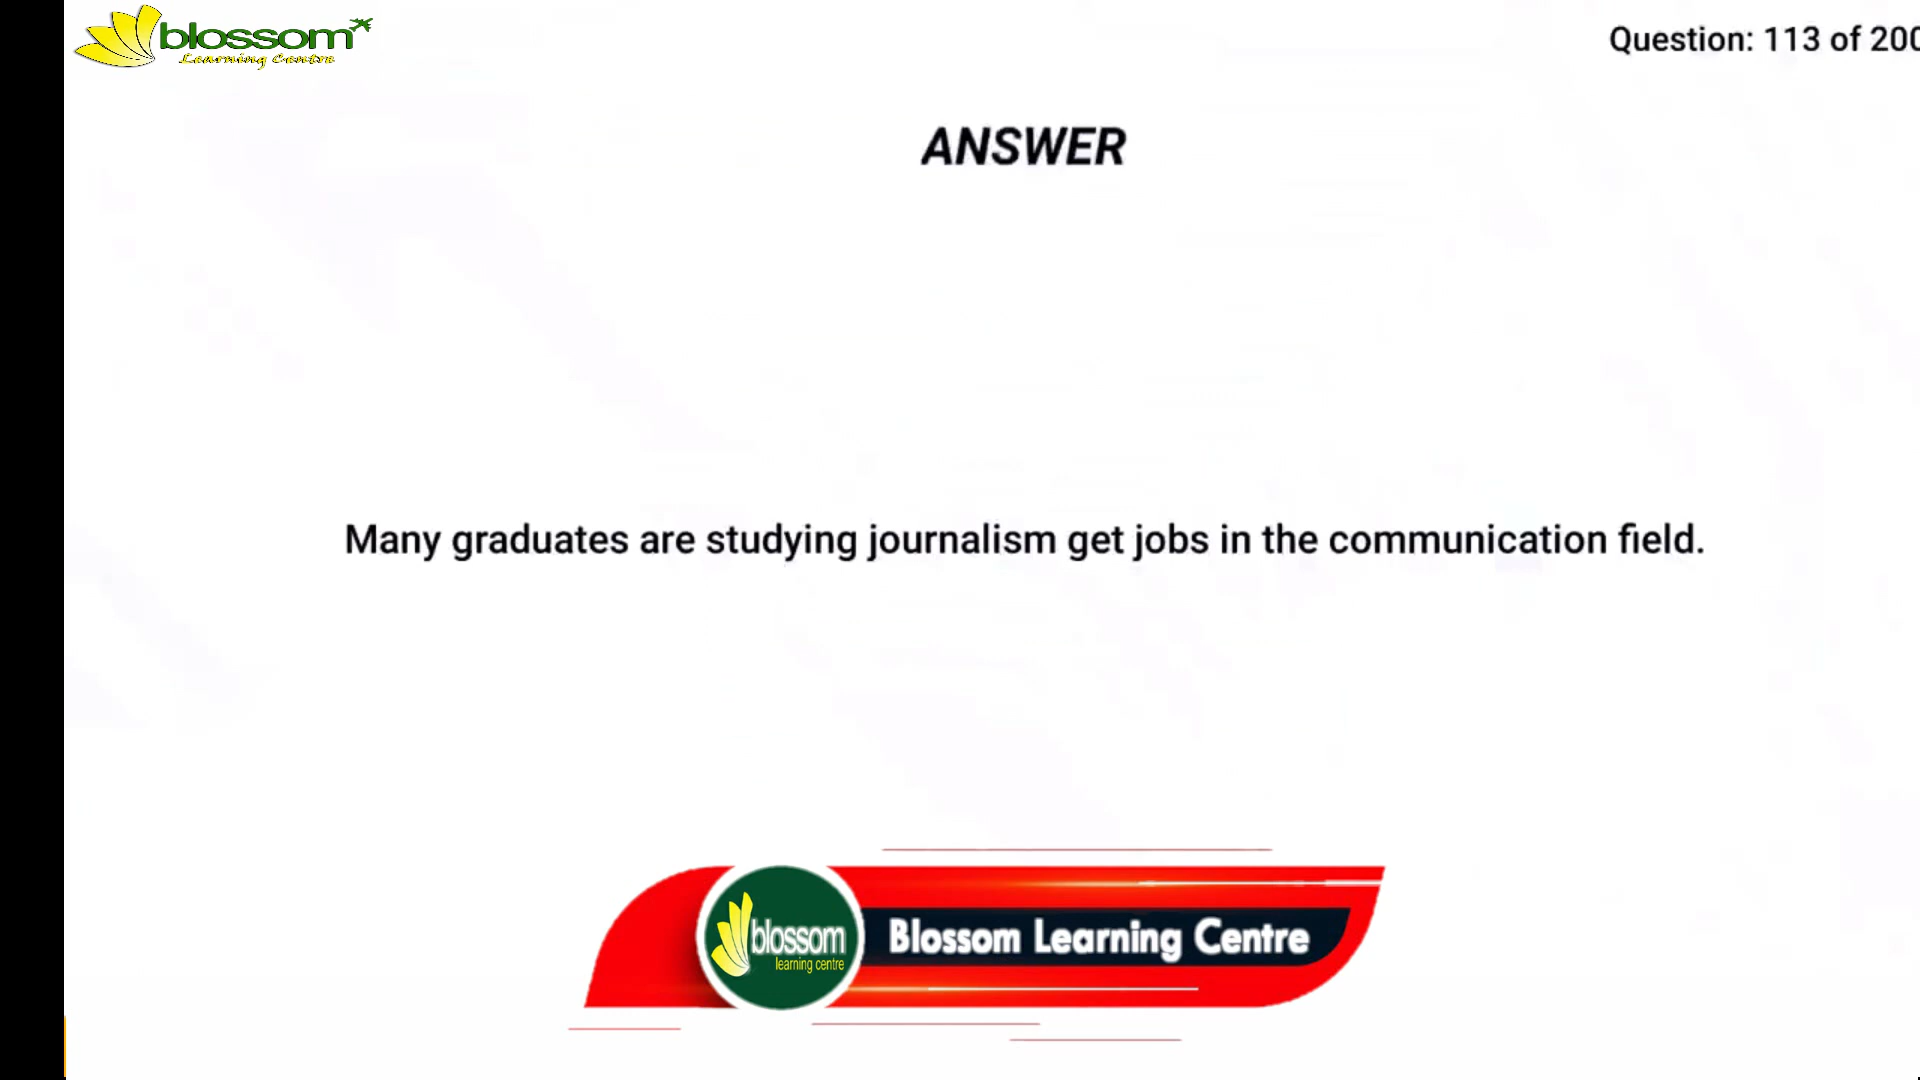 blossom
Learning Centre
Question: 113 of 200
ANSWER
Many graduates are studying journalism get jobs in the communication field.
blossom
learning centre
Blossom Learning Centre